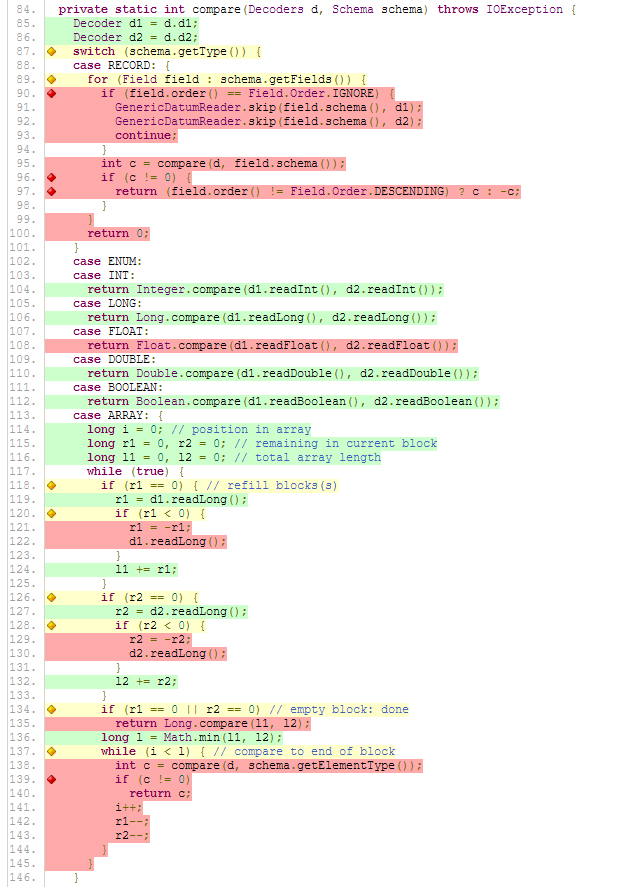 84. private static int compare(Decoders d, Schema schema) throws IOException {
85. Decoder d1 = d.d1;
86. Decoder d2 = d.d2;
87. switch (schema.getType()) {
88. case RECORD: {
89. for (Field field : schema.getFields()) {
90. if (field.order() == Field.Order.IGNORE) {
91. GenericDatumReader.skip(field.schema(), d1);
92. GenericDatumReader.skip(field.schema(), d2);
93. continue;
94. }
95. int c = compare(d, field.schema());
96. if (c != 0) {
97. return (field.order() != Field.Order.DESCENDING) ? c : -c;
98. }
99. }
100. return 0;
101. }
102. case ENUM:
103. case INT:
104. return Integer.compare(d1.readInt(), d2.readInt());
105. case LONG:
106. return Long.compare(d1.readLong(), d2.readLong());
107. case FLOAT:
108. return Float.compare(d1.readFloat(), d2.readFloat());
109. case DOUBLE:
110. return Double.compare(d1.readDouble(), d2.readDouble());
111. case BOOLEAN:
112. return Boolean.compare(d1.readBoolean(), d2.readBoolean());
113. case ARRAY: {
114. long i = 0; // position in array
115. long r1 = 0, r2 = 0; // remaining in current block
116. long l1 = 0, l2 = 0; // total array length
117. while (true) {
118. if (r1 == 0) { // refill blocks(s)
119. r1 = d1.readLong();
120. if (r1 < 0) {
121. r1 = -r1;
122. d1.readLong();
123. }
124. l1 += r1;
125. }
126. if (r2 == 0) {
127. r2 = d2.readLong();
128. if (r2 < 0) {
129. r2 = -r2;
130. d2.readLong();
131. }
132. l2 += r2;
133. }
134. if (r1 == 0 || r2 == 0) // empty block: done
135. return Long.compare(l1, l2);
136. long l = Math.min(l1, l2);
137. while (i < l) { // compare to end of block
138. int c = compare(d, schema.getElementType());
139. if (c != 0)
140. return c;
141. i++;
142. r1--;
143. r2--;
144. }
145. }
146. }